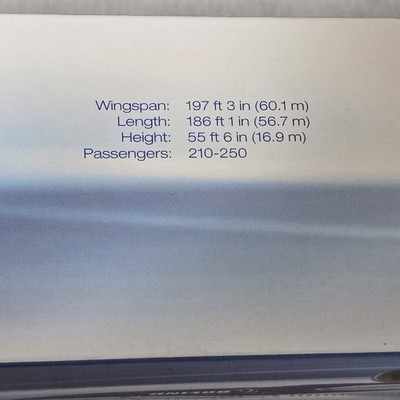 Wingspan: 197 ft 3 in (60.1 m)
Length: 186 ft 1 in (56.7 m)
Height: 55 ft 6 in (16.9 m)
Passengers: 210-250